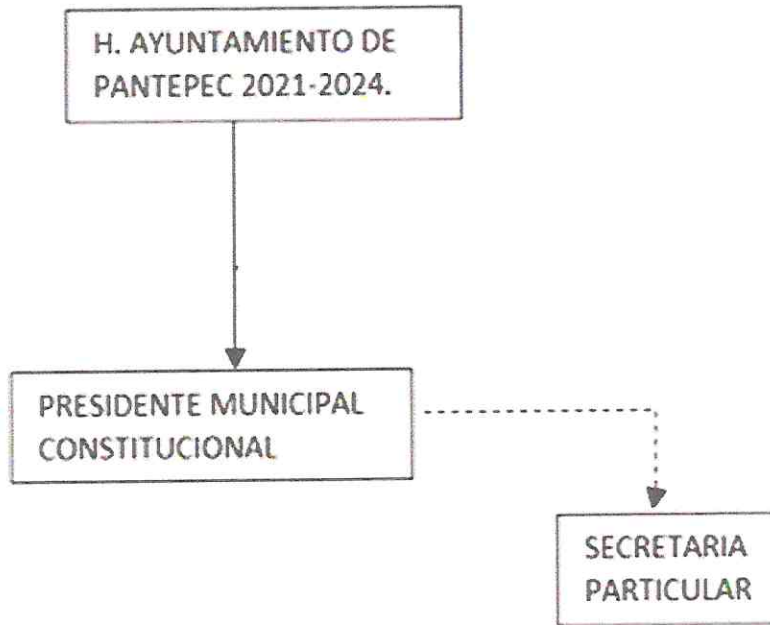 H. AYUNTAMIENTO DE
PANTEPEC 2021-2024.
PRESIDENTE MUNICIPAL
CONSTITUCIONAL
SECRETARIA
PARTICULAR